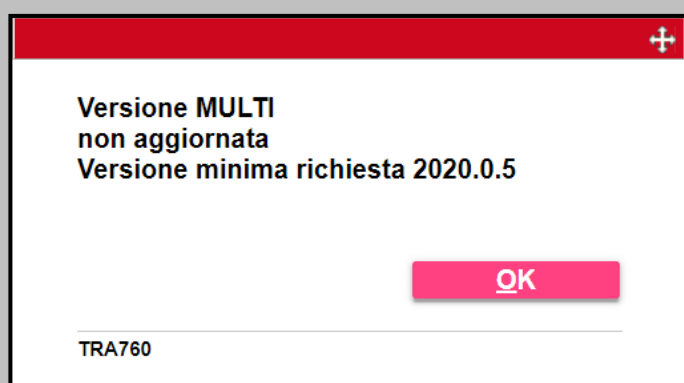 Versione MULTI
non aggiornata
Versione minima richiesta 2020.0.5
OK
TRA760